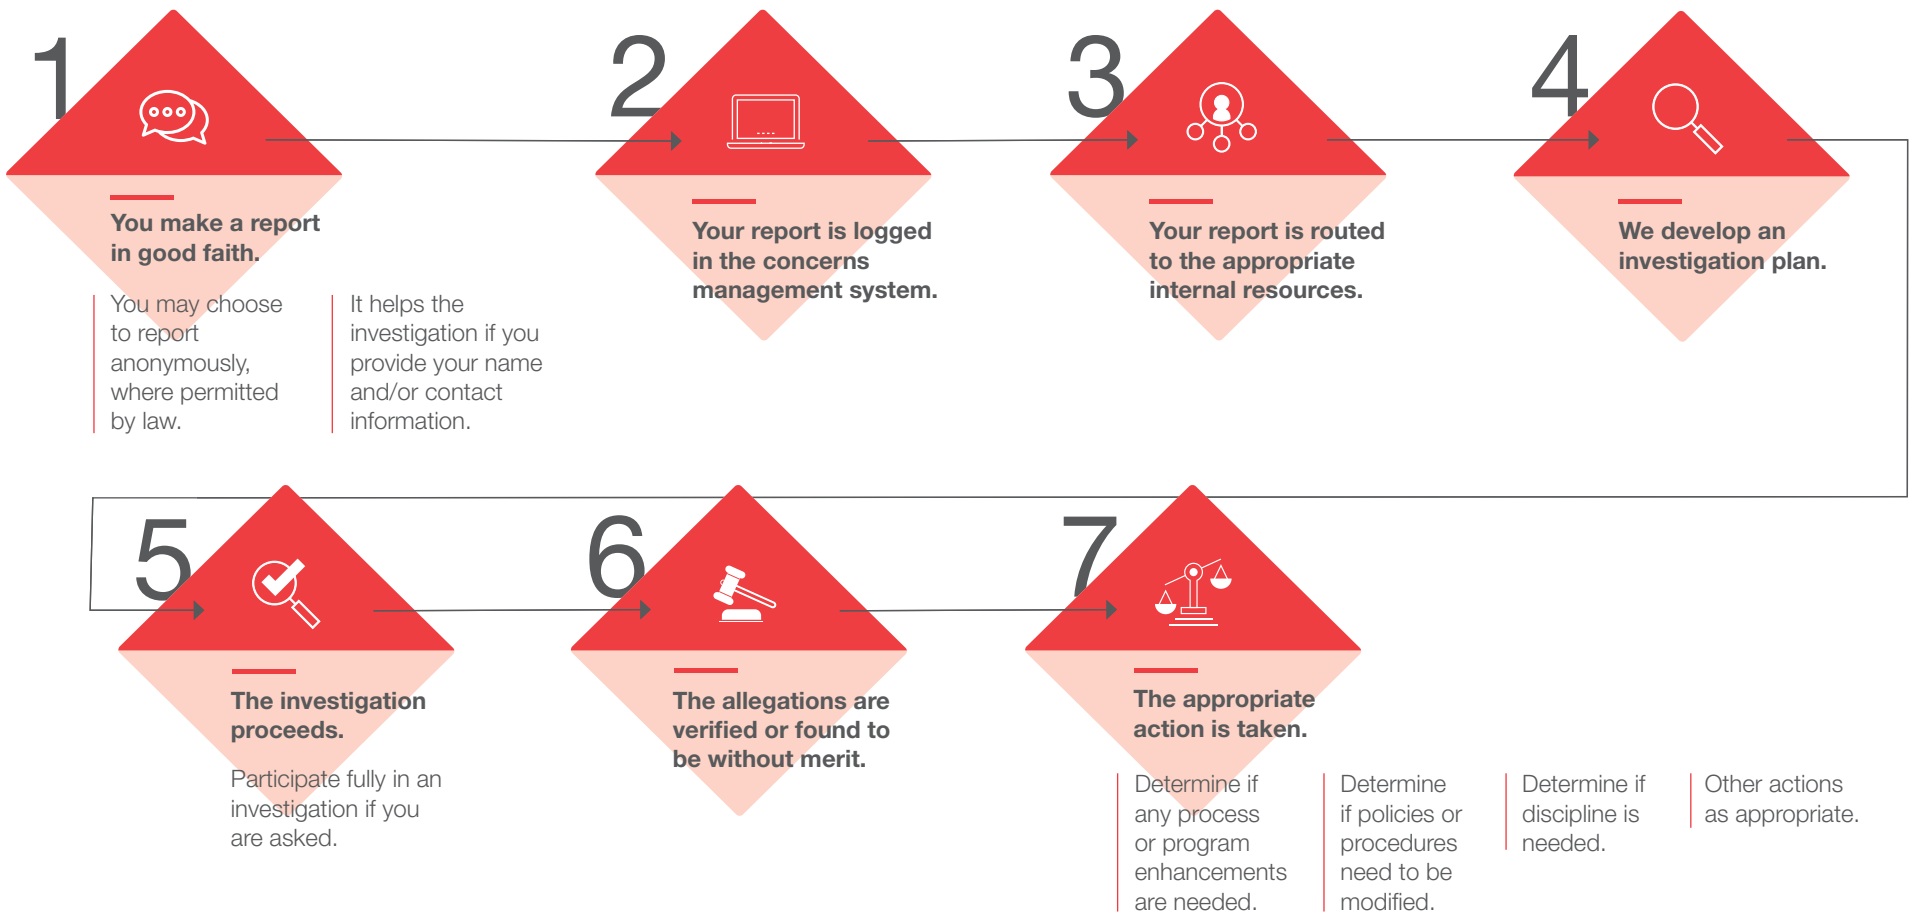 1
You make a report
in good faith.
You may choose
to report
anonymously,
where permitted
by law.
It helps the
investigation if you
provide your name
and/or contact
information.
2
Your report is logged
in the concerns
management system.
3
Your report is routed
to the appropriate
internal resources.
4
We develop an
investigation plan.
5
The investigation
proceeds.
Participate fully in an
investigation if you
are asked.
6
The allegations are
verified or found to
be without merit.
7
The appropriate
action is taken.
Determine if
any process
or program
enhancements
are needed.
Determine
if policies or
procedures
need to be
modified.
Determine if
discipline is
needed.
Other actions
as appropriate.